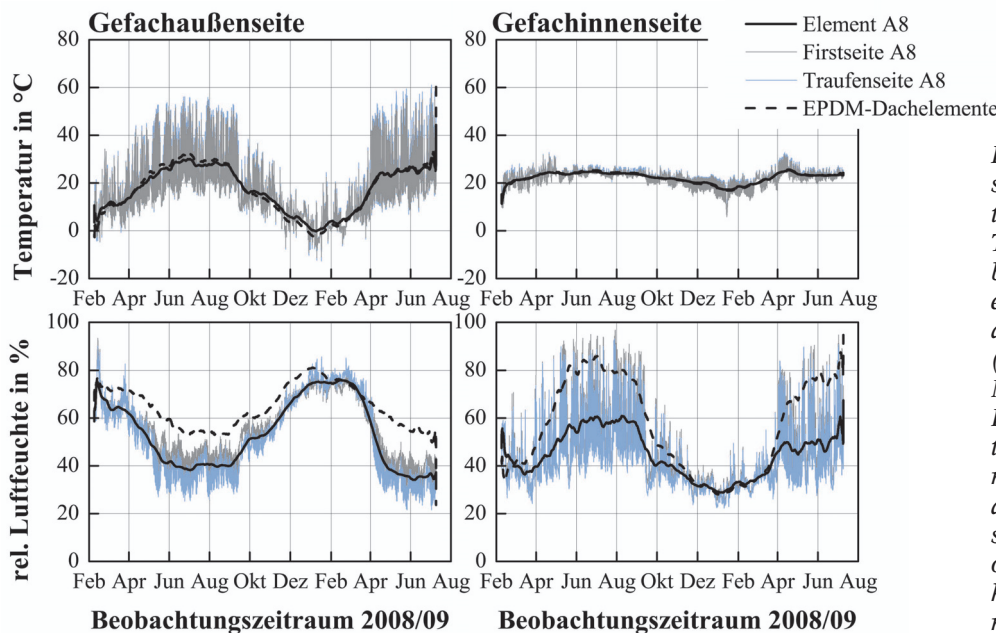 Gefachaußenseite
Gefachinnenseite
Element A8
Firstseite A8
Traufenseite A8
EPDM-Dachelemente
Temperatur in °C
80
60
40
20
0
-20
Feb Apr Jun Aug Okt Dez Feb Apr Jun Aug
80
60
40
20
0
-20
Feb Apr Jun Aug Okt Dez Feb Apr Jun Aug
rel. Luftfeuchte in %
100
80
60
40
20
0
Feb Apr Jun Aug Okt Dez Feb Apr Jun Aug
Beobachtungszeitraum 2008/09
100
80
60
40
20
0
Feb Apr Jun Aug Okt Dez Feb Apr Jun Aug
Beobachtungszeitraum 2008/09